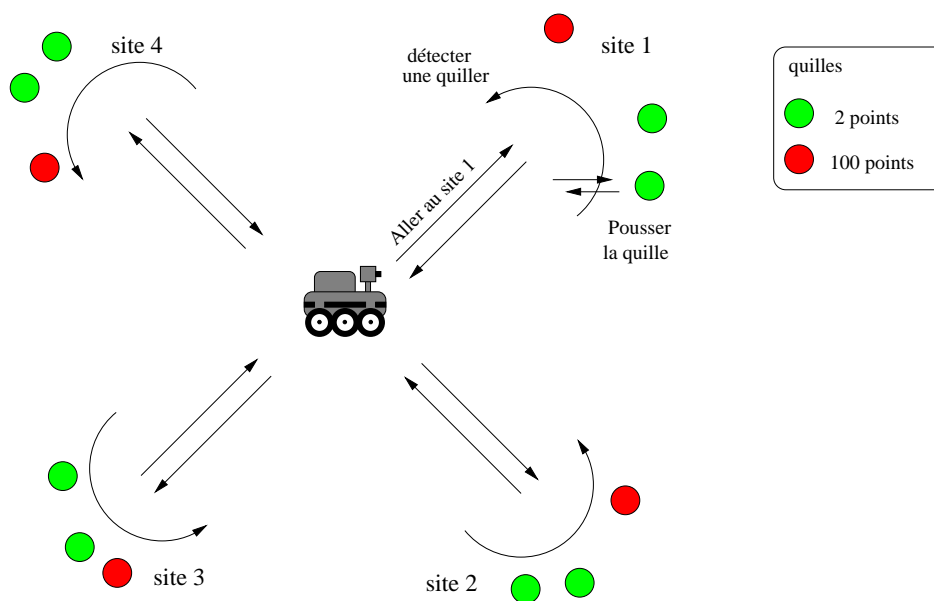 site 4
site 1
détecter
une quiller
quilles
2 points
100 points
Aller au site 1
Pousser
la quille
site 3
site 2